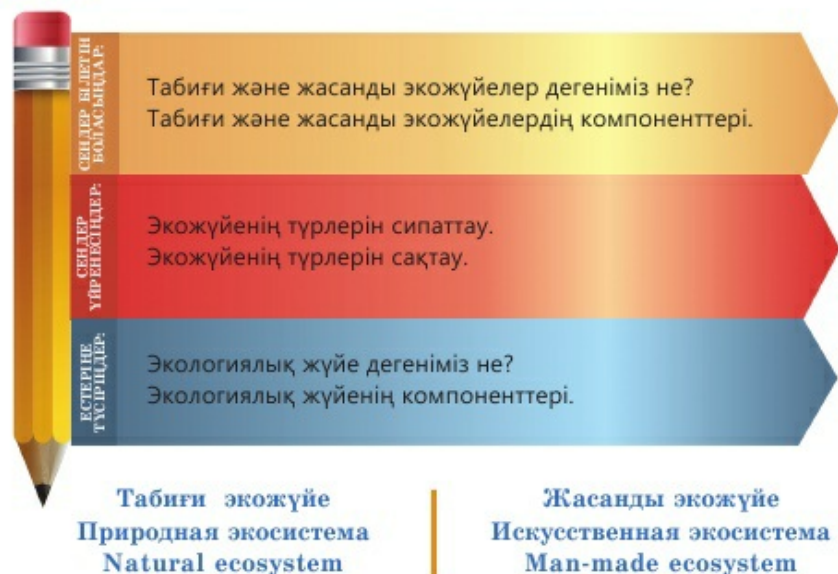 СЕНДЕР БІЛЕТІН
БОЛАСЫҢДАР:
Табиғи және жасанды экожүйелер дегеніміз не?
Табиғи және жасанды экожүйелердің компоненттері.
СЕНДЕР
ҮЙРЕНЕСІҢДЕР:
Экожүйенің түрлерін сипаттау.
Экожүйенің түрлерін сақтау.
ЕСТЕРІҢЕ
ТҮСІРІҢДЕР:
Экологиялық жүйе дегеніміз не?
Экологиялық жүйенің компоненттері.
Табиғи экожүйе
Природная экосистема
Natural ecosystem
Жасанды экожүйе
Искусственная экосистема
Man-made ecosystem